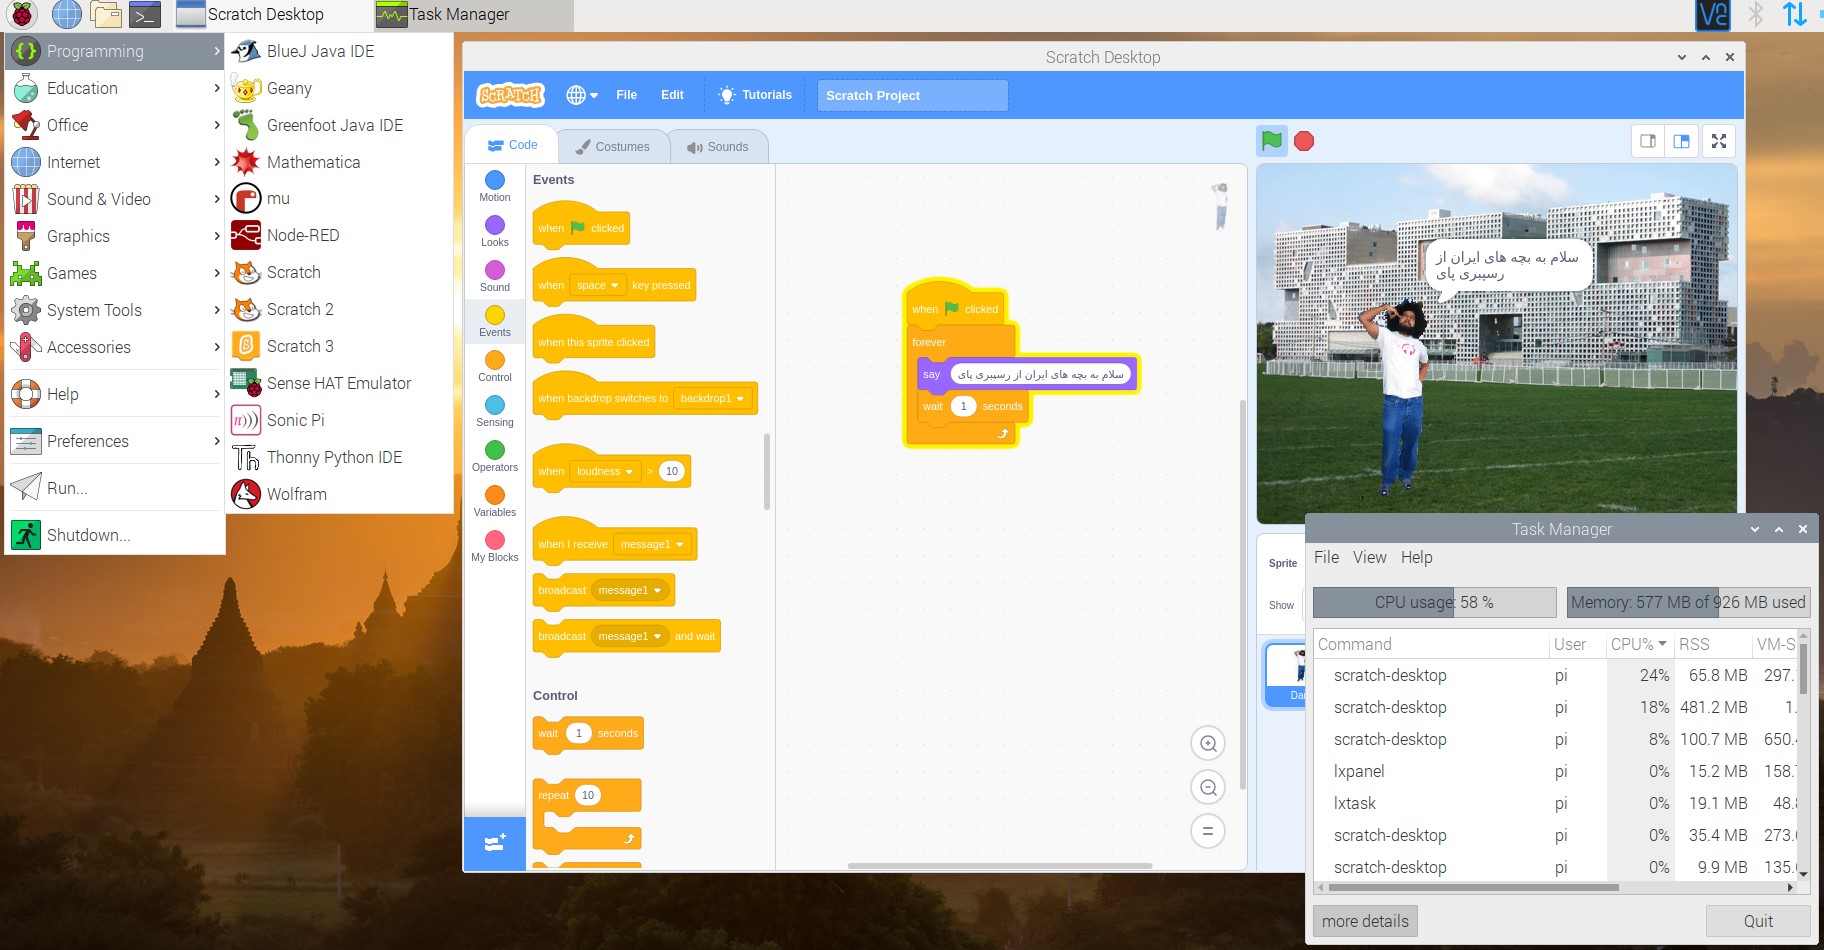 Scratch Desktop
Task Manager
Programming
Education
Office
Internet
Sound & Video
Graphics
Games
System Tools
Accessories
Help
Preferences
Run...
Shutdown...
BlueJ Java IDE
Geany
Greenfoot Java IDE
Mathematica
mu
Node-RED
Scratch
Scratch 2
Scratch 3
Sense HAT Emulator
Sonic Pi
Thonny Python IDE
Wolfram
Scratch Desktop
SCRATCH
File
Edit
Tutorials
Scratch Project
Code
Costumes
Sounds
Motion
Looks
Sound
Events
Control
Sensing
Operators
Variables
My Blocks
Events
when clicked
when space key pressed
when this sprite clicked
when backdrop switches to backdrop1
when loudness > 10
when I receive message1
broadcast message1
broadcast message1 and wait
Control
wait 1 seconds
repeat 10
when clicked
forever
say سلام به بچه های ایران از رسپبری پای
wait 1 seconds
سلام به بچه های ایران از
رسپبری پای
Sprite
Show
Task Manager
File View Help
CPU usage: 58 %
Memory: 577 MB of 926 MB used
Command User CPU% RSS VM-S
scratch-desktop pi 24% 65.8 MB 297.
scratch-desktop pi 18% 481.2 MB 1.
scratch-desktop pi 8% 100.7 MB 650.
lxpanel pi 0% 15.2 MB 158.
lxtask pi 0% 19.1 MB 48.
scratch-desktop pi 0% 35.4 MB 273.
scratch-desktop pi 0% 9.9 MB 135.
more details
Quit